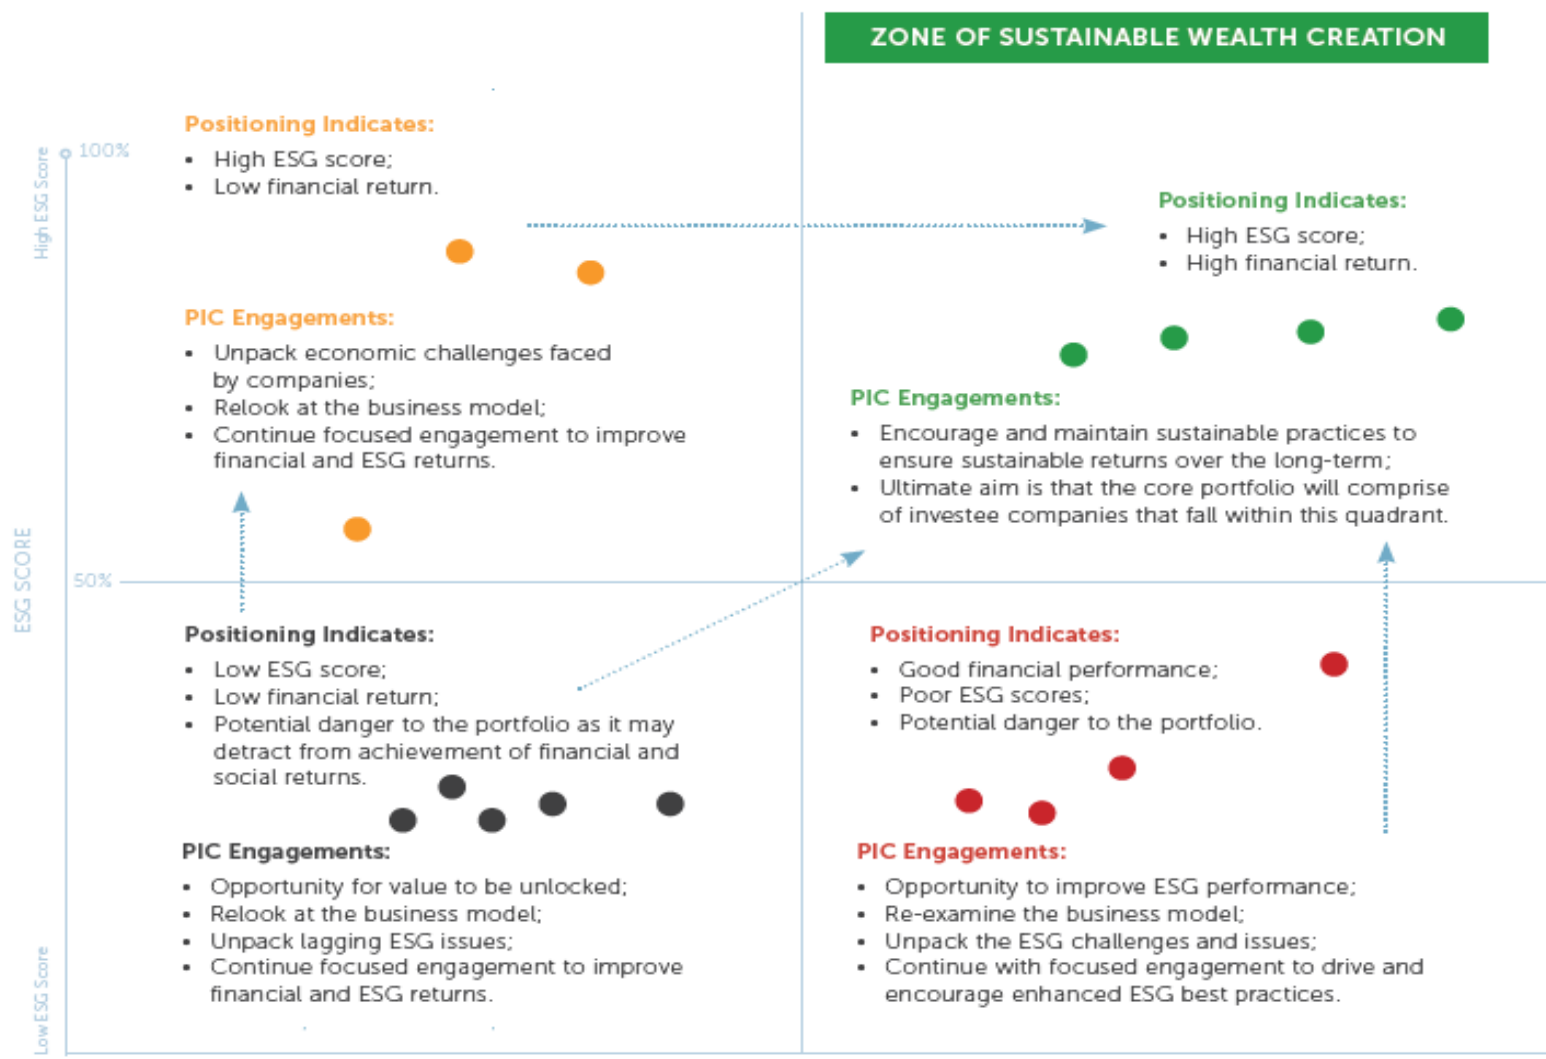 ZONE OF SUSTAINABLE WEALTH CREATION
Positioning Indicates:
▪ High ESG score;
▪ Low financial return.
100%
High ESG Score
Positioning Indicates:
▪ High ESG score;
▪ High financial return.
PIC Engagements:
▪ Unpack economic challenges faced
by companies;
▪ Relook at the business model;
▪ Continue focused engagement to improve
financial and ESG returns.
PIC Engagements:
▪ Encourage and maintain sustainable practices to
ensure sustainable returns over the long-term;
▪ Ultimate aim is that the core portfolio will comprise
of investee companies that fall within this quadrant.
ESG SCORE
50%
Positioning Indicates:
▪ Low ESG score;
▪ Low financial return;
▪ Potential danger to the portfolio as it may
detract from achievement of financial and
social returns.
Positioning Indicates:
▪ Good financial performance;
▪ Poor ESG scores;
▪ Potential danger to the portfolio.
PIC Engagements:
▪ Opportunity for value to be unlocked;
▪ Relook at the business model;
▪ Unpack lagging ESG issues;
▪ Continue focused engagement to improve
financial and ESG returns.
PIC Engagements:
▪ Opportunity to improve ESG performance;
▪ Re-examine the business model;
▪ Unpack the ESG challenges and issues;
▪ Continue with focused engagement to drive and
encourage enhanced ESG best practices.
Low ESG Score